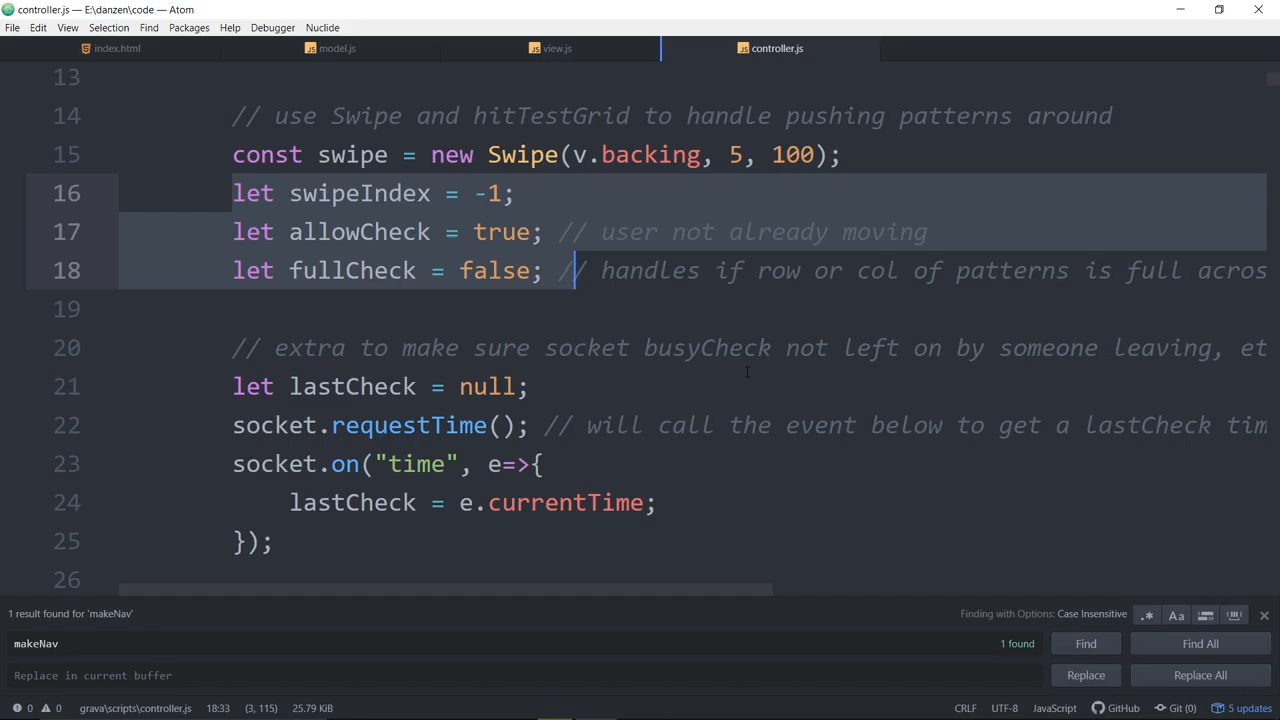 controller.js — E:\danzen\code — Atom
File Edit View Selection Find Packages Help Debugger Nuclide
index.html model.js view.js controller.js
13
14 // use Swipe and hitTestGrid to handle pushing patterns around
15 const swipe = new Swipe(v.backing, 5, 100);
16 let swipeIndex = -1;
17 let allowCheck = true; // user not already moving
18 let fullCheck = false; // handles if row or col of patterns is full acros
19
20 // extra to make sure socket busyCheck not left on by someone leaving, et
21 let lastCheck = null;
22 socket.requestTime(); // will call the event below to get a lastCheck tim
23 socket.on("time", e=>{
24 lastCheck = e.currentTime;
25 });
26
1 result found for 'makeNav' Finding with Options: Case Insensitive .* Aa
makeNav 1 found Find Find All
Replace in current buffer Replace Replace All
0 0 grava\scripts\controller.js 18:33 (3, 115) 25.79 KiB CRLF UTF-8 JavaScript GitHub Git (0) 5 updates